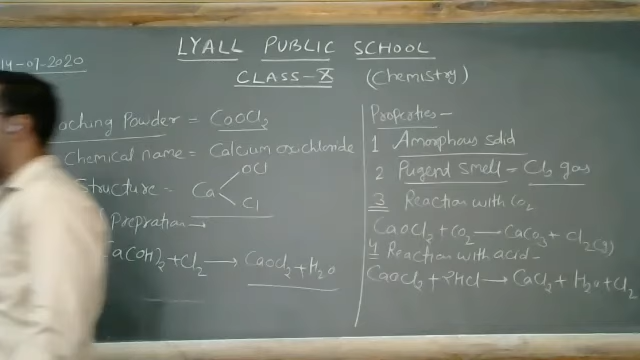 14-07-2020
LYALL PUBLIC SCHOOL
CLASS-X (Chemistry)
aching Powder = CaOCl2
Chemical name = Calcium oxichloride
Structure = Ca OCl Cl
Prepration →
a(OH)2 + Cl2 → CaOCl2 + H2O
Properties -
1 Amorphous solid
2 Pugend smell = Cl2 gas
3 Reaction with CO2
CaOCl2 + CO2 → CaCO3 + Cl2(g)
4 Reaction with acid -
CaOCl2 + 2HCl → CaCl2 + H2O + Cl2